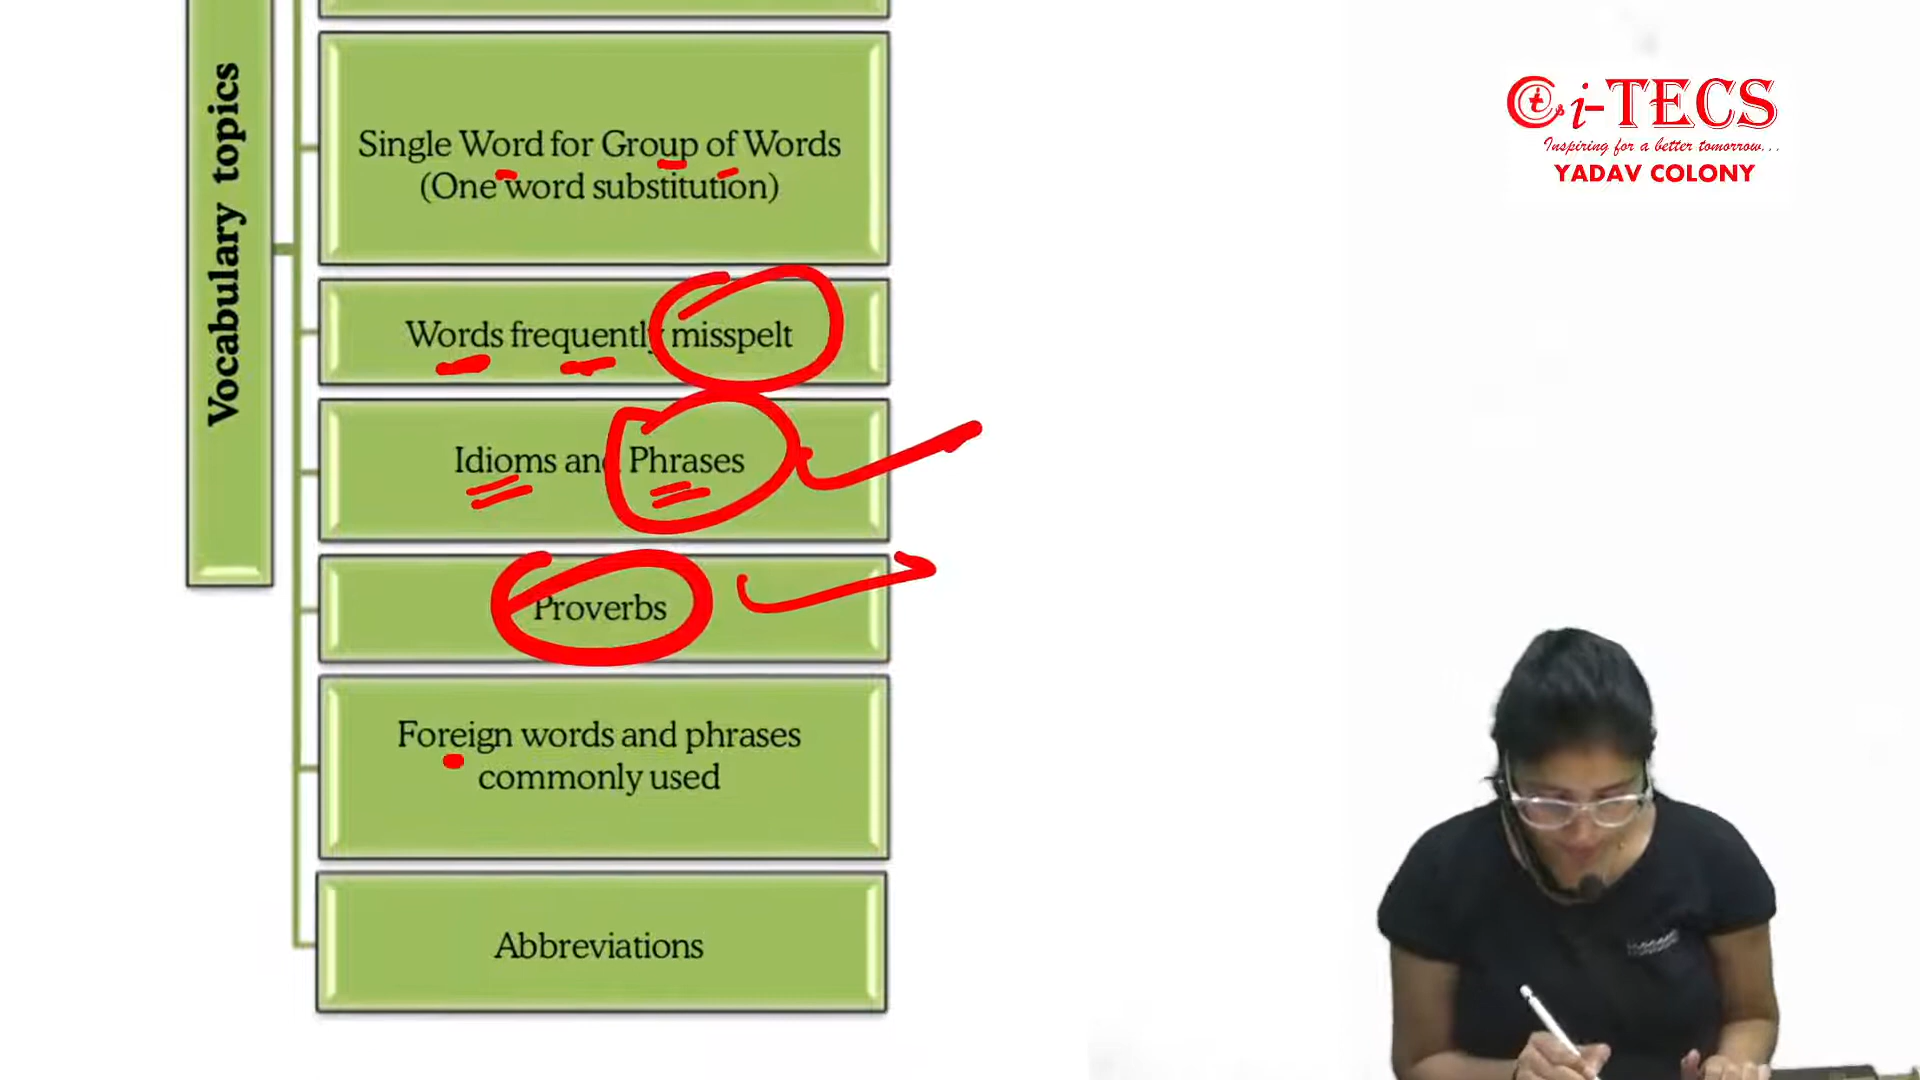 Vocabulary topics
Single Word for Group of Words
(One word substitution)
Words frequently misspelt
Idioms and Phrases
Proverbs
Foreign words and phrases
commonly used
Abbreviations
i-TECS
Inspiring for a better tomorrow...
YADAV COLONY